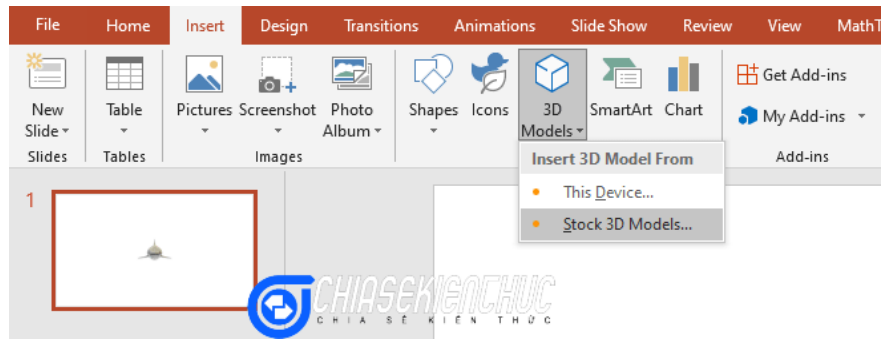 File Home Insert Design Transitions Animations Slide Show Review View MathT
New Slide
Table
Pictures
Screenshot
Photo Album
Shapes
Icons
3D Models
SmartArt
Chart
Get Add-ins
My Add-ins
Slides Tables Images Add-ins
Insert 3D Model From
This Device...
Stock 3D Models...
1
CHIASEKIENTHUC
CHIA SẺ KIẾN THỨC